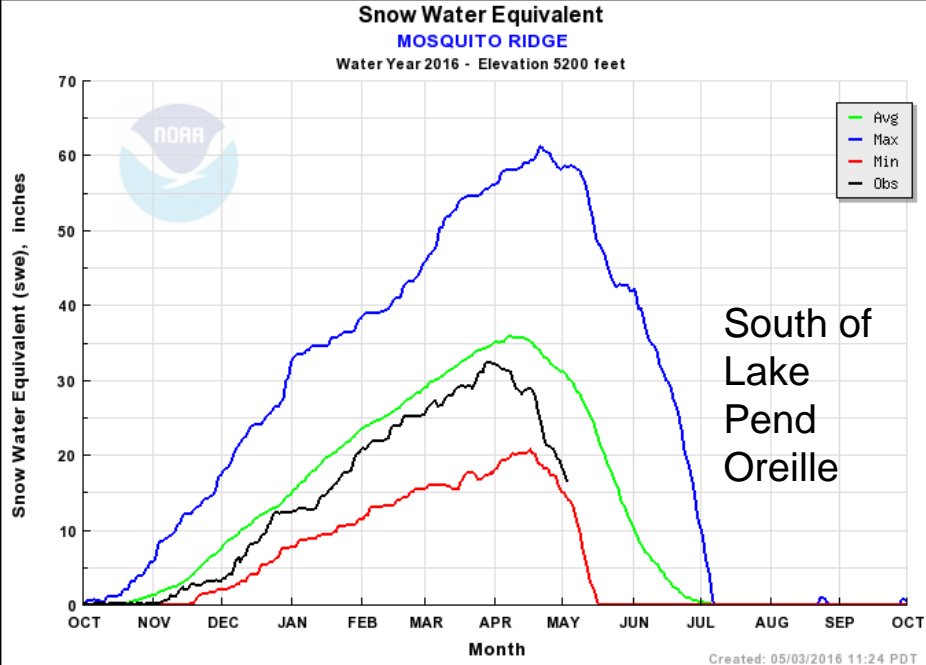 Snow Water Equivalent
MOSQUITO RIDGE
Water Year 2016 - Elevation 5200 feet
70
60
50
40
30
20
10
0
Snow Water Equivalent (swe), inches
NOAA
Avg
Max
Min
Obs
South of
Lake
Pend
Oreille
OCT NOV DEC JAN FEB MAR APR MAY JUN JUL AUG SEP OCT
Month
Created: 05/03/2016 11:24 PDT